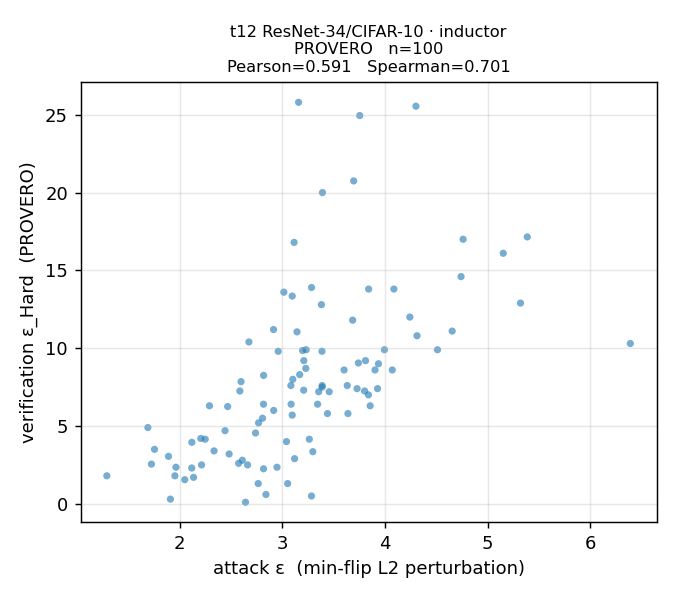 t12 ResNet-34/CIFAR-10 · inductor
PROVERO   n=100
Pearson=0.591   Spearman=0.701
25
20
15
10
5
0
verification ε_Hard  (PROVERO)
2
3
4
5
6
attack ε  (min-flip L2 perturbation)